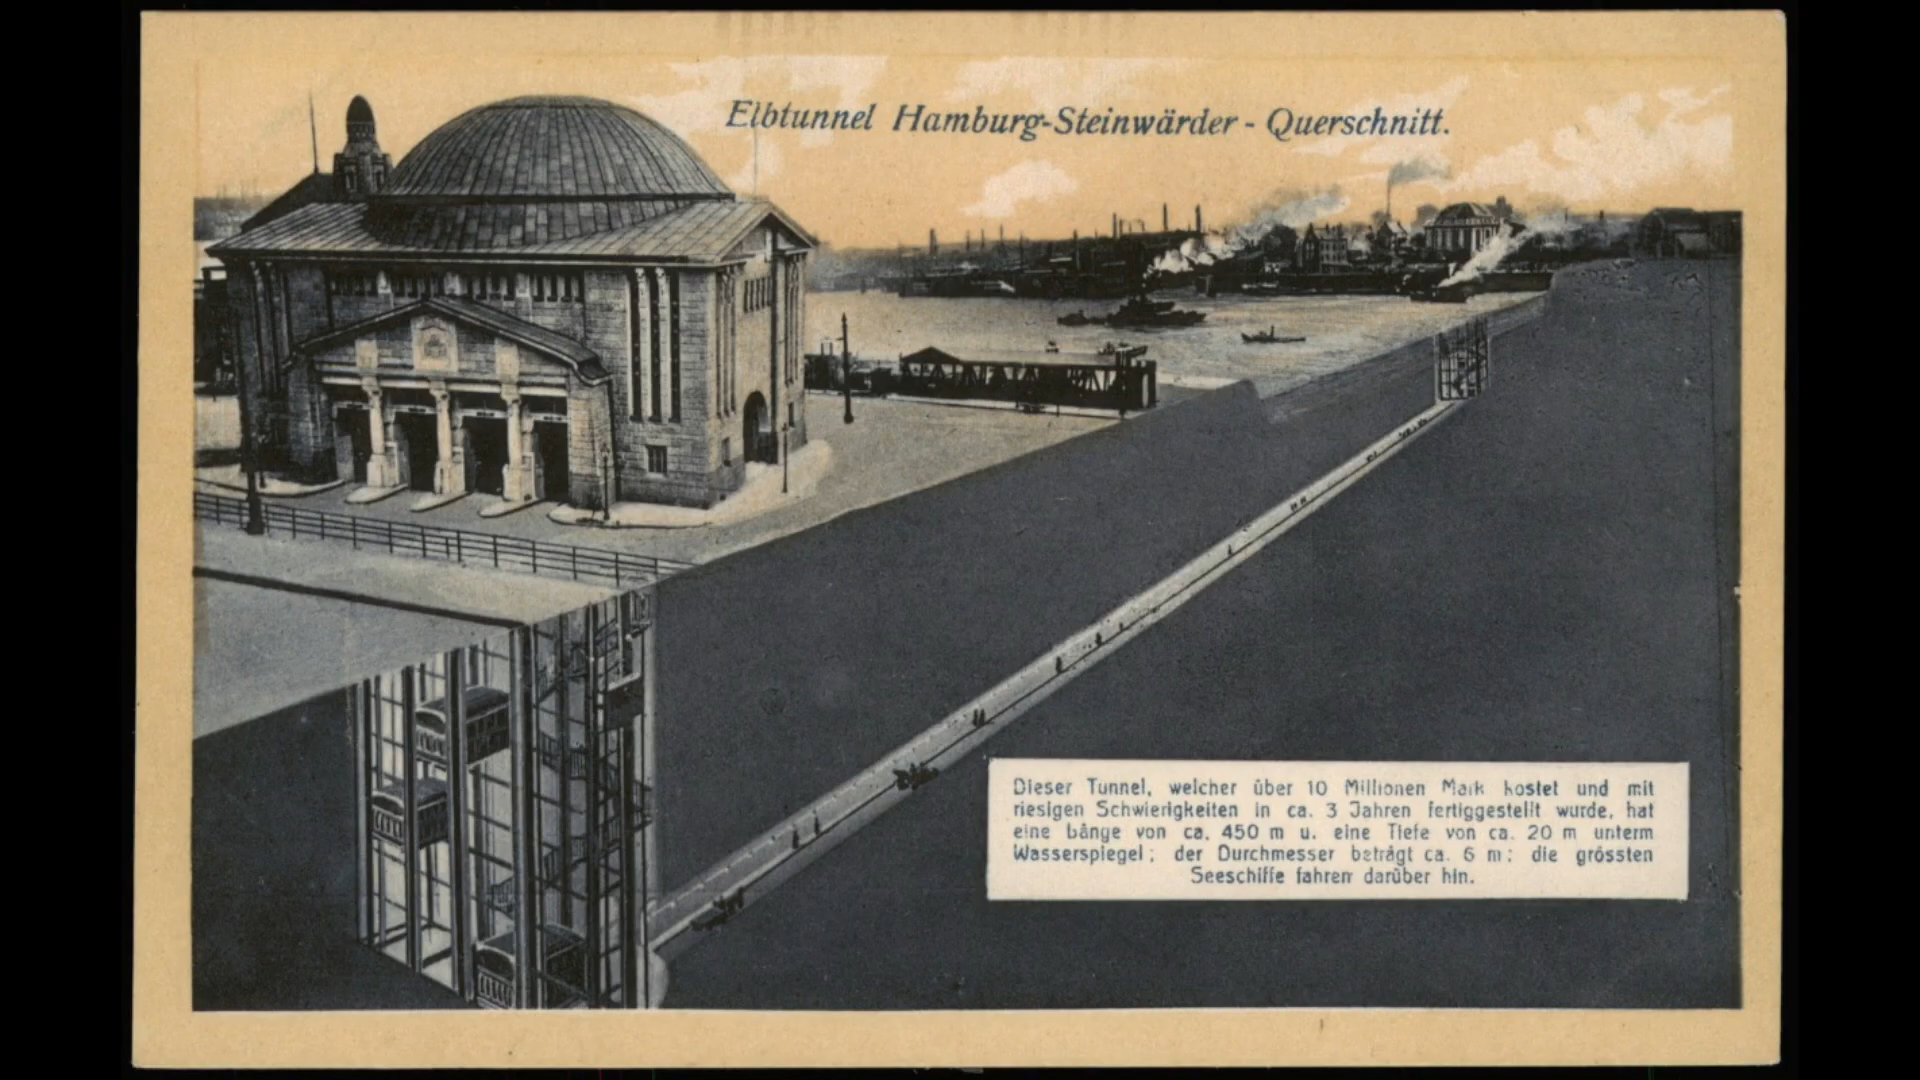 Elbtunnel Hamburg-Steinwärder - Querschnitt.
Dieser Tunnel, welcher über 10 Millionen Mark kostet und mit
riesigen Schwierigkeiten in ca. 3 Jahren fertiggestellt wurde, hat
eine Länge von ca. 450 m u. eine Tiefe von ca. 20 m unterm
Wasserspiegel; der Durchmesser beträgt ca. 6 m; die grössten
Seeschiffe fahren darüber hin.